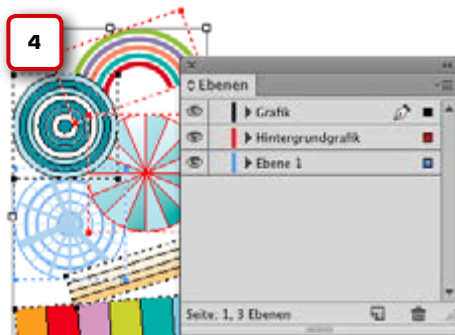 4
Ebenen
Grafik
Hintergrundgrafik
Ebene 1
Seite: 1, 3 Ebenen